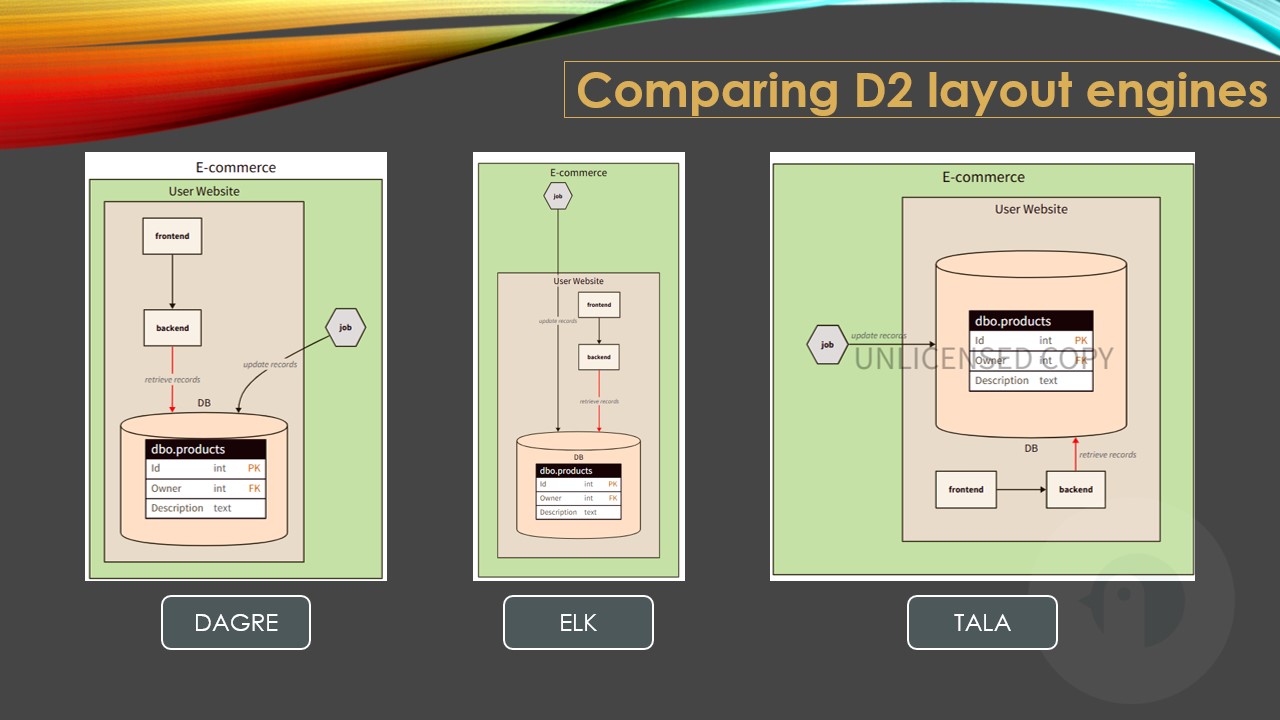 Comparing D2 layout engines
E-commerce
User Website
frontend
backend
job
update records
retrieve records
DB
dbo.products
Id int PK
Owner int FK
Description text
DAGRE
E-commerce
job
User Website
frontend
update records
backend
retrieve records
DB
dbo.products
Id int PK
Owner int FK
Description text
ELK
E-commerce
User Website
dbo.products
job
update records
Id int PK
UNLICENSED COPY
Owner int FK
Description text
DB
retrieve records
frontend
backend
TALA